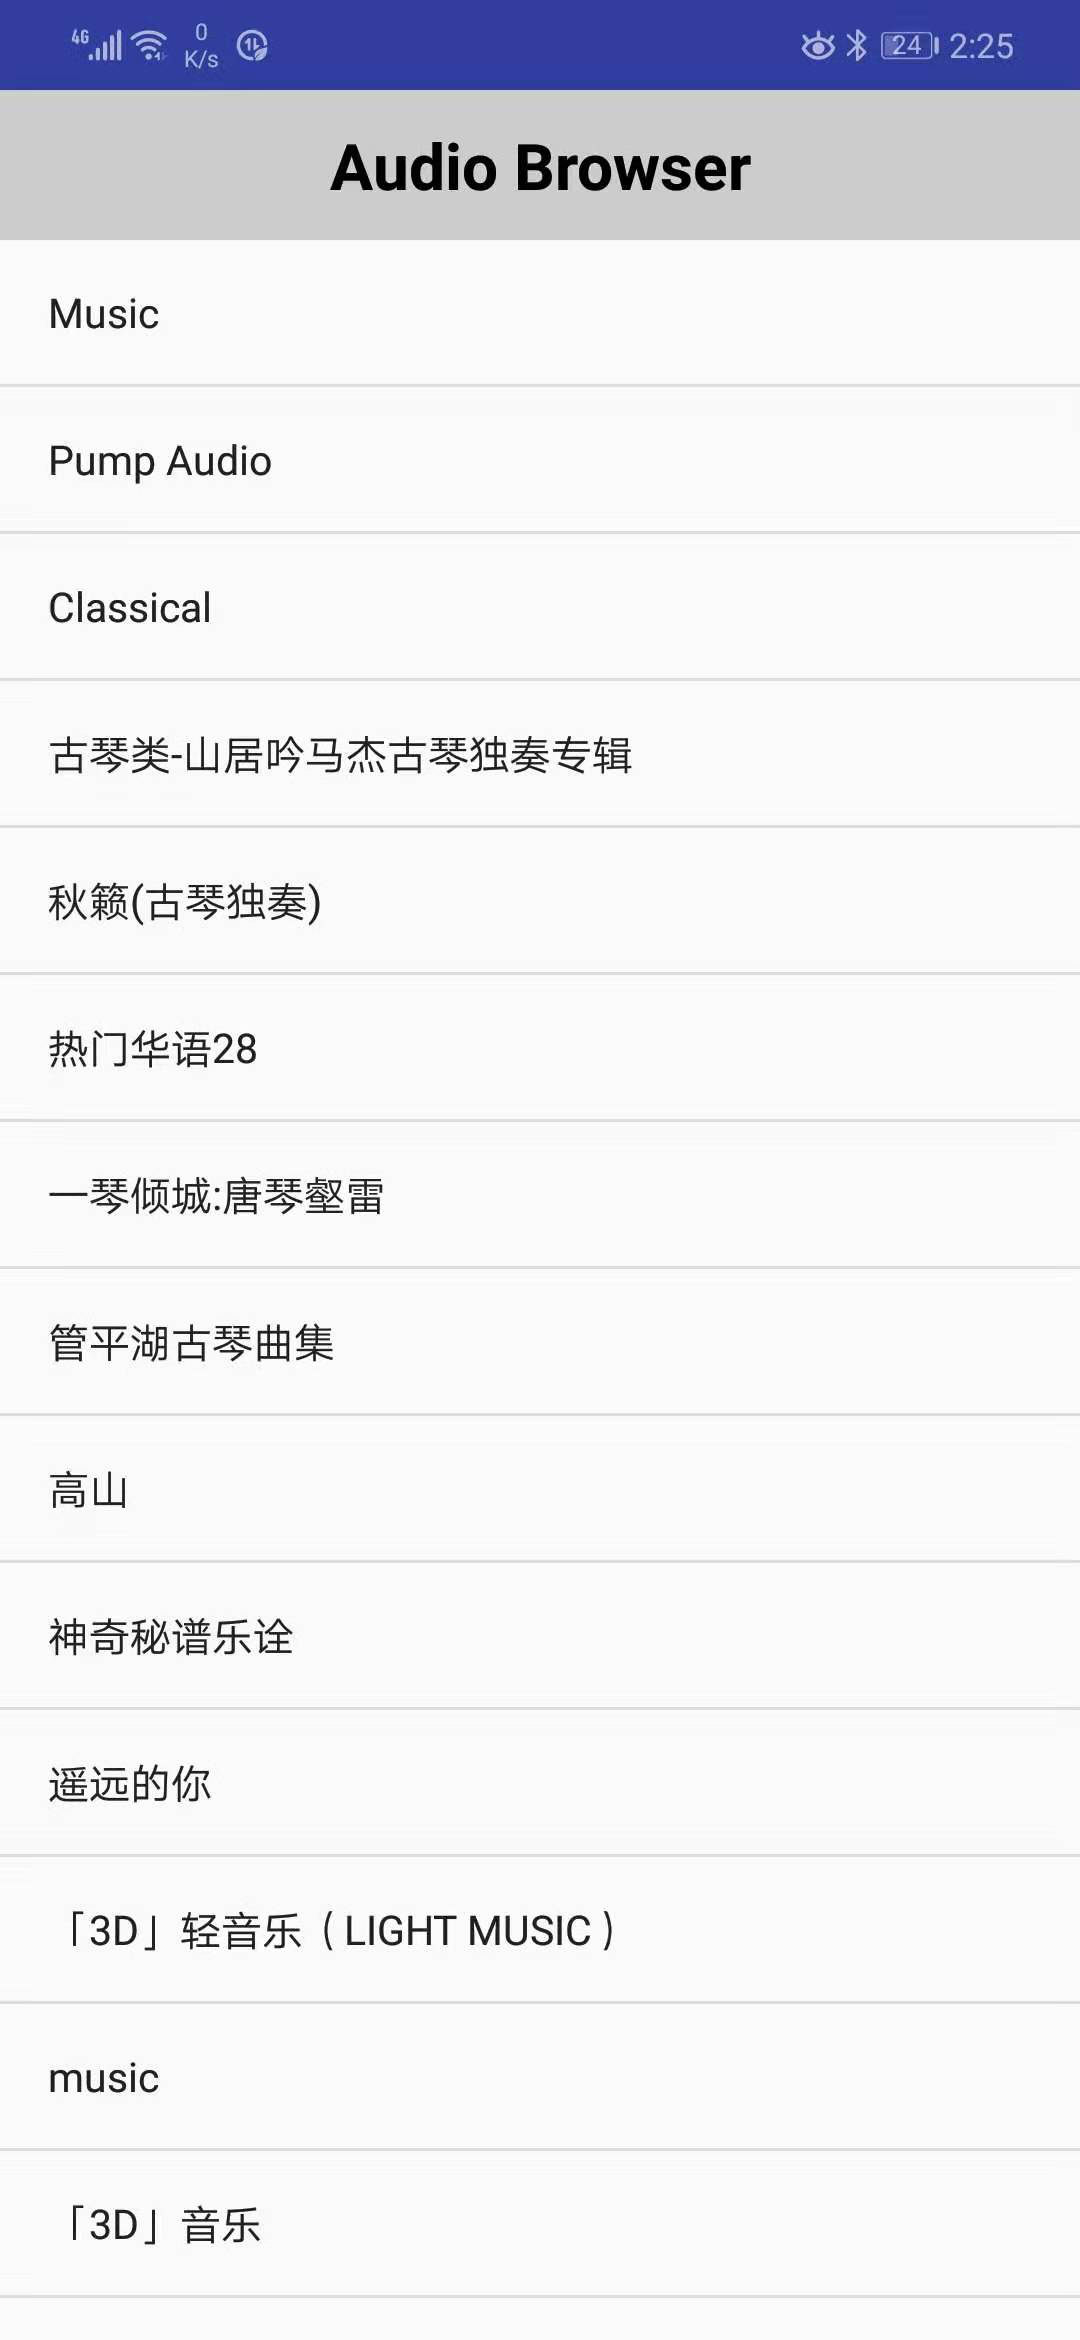 4G
0
K/s
24 2:25
Audio Browser
Music
Pump Audio
Classical
古琴类-山居吟马杰古琴独奏专辑
秋籁(古琴独奏)
热门华语28
一琴倾城:唐琴壑雷
管平湖古琴曲集
高山
神奇秘谱乐诠
遥远的你
「3D」轻音乐（LIGHT MUSIC）
music
「3D」音乐